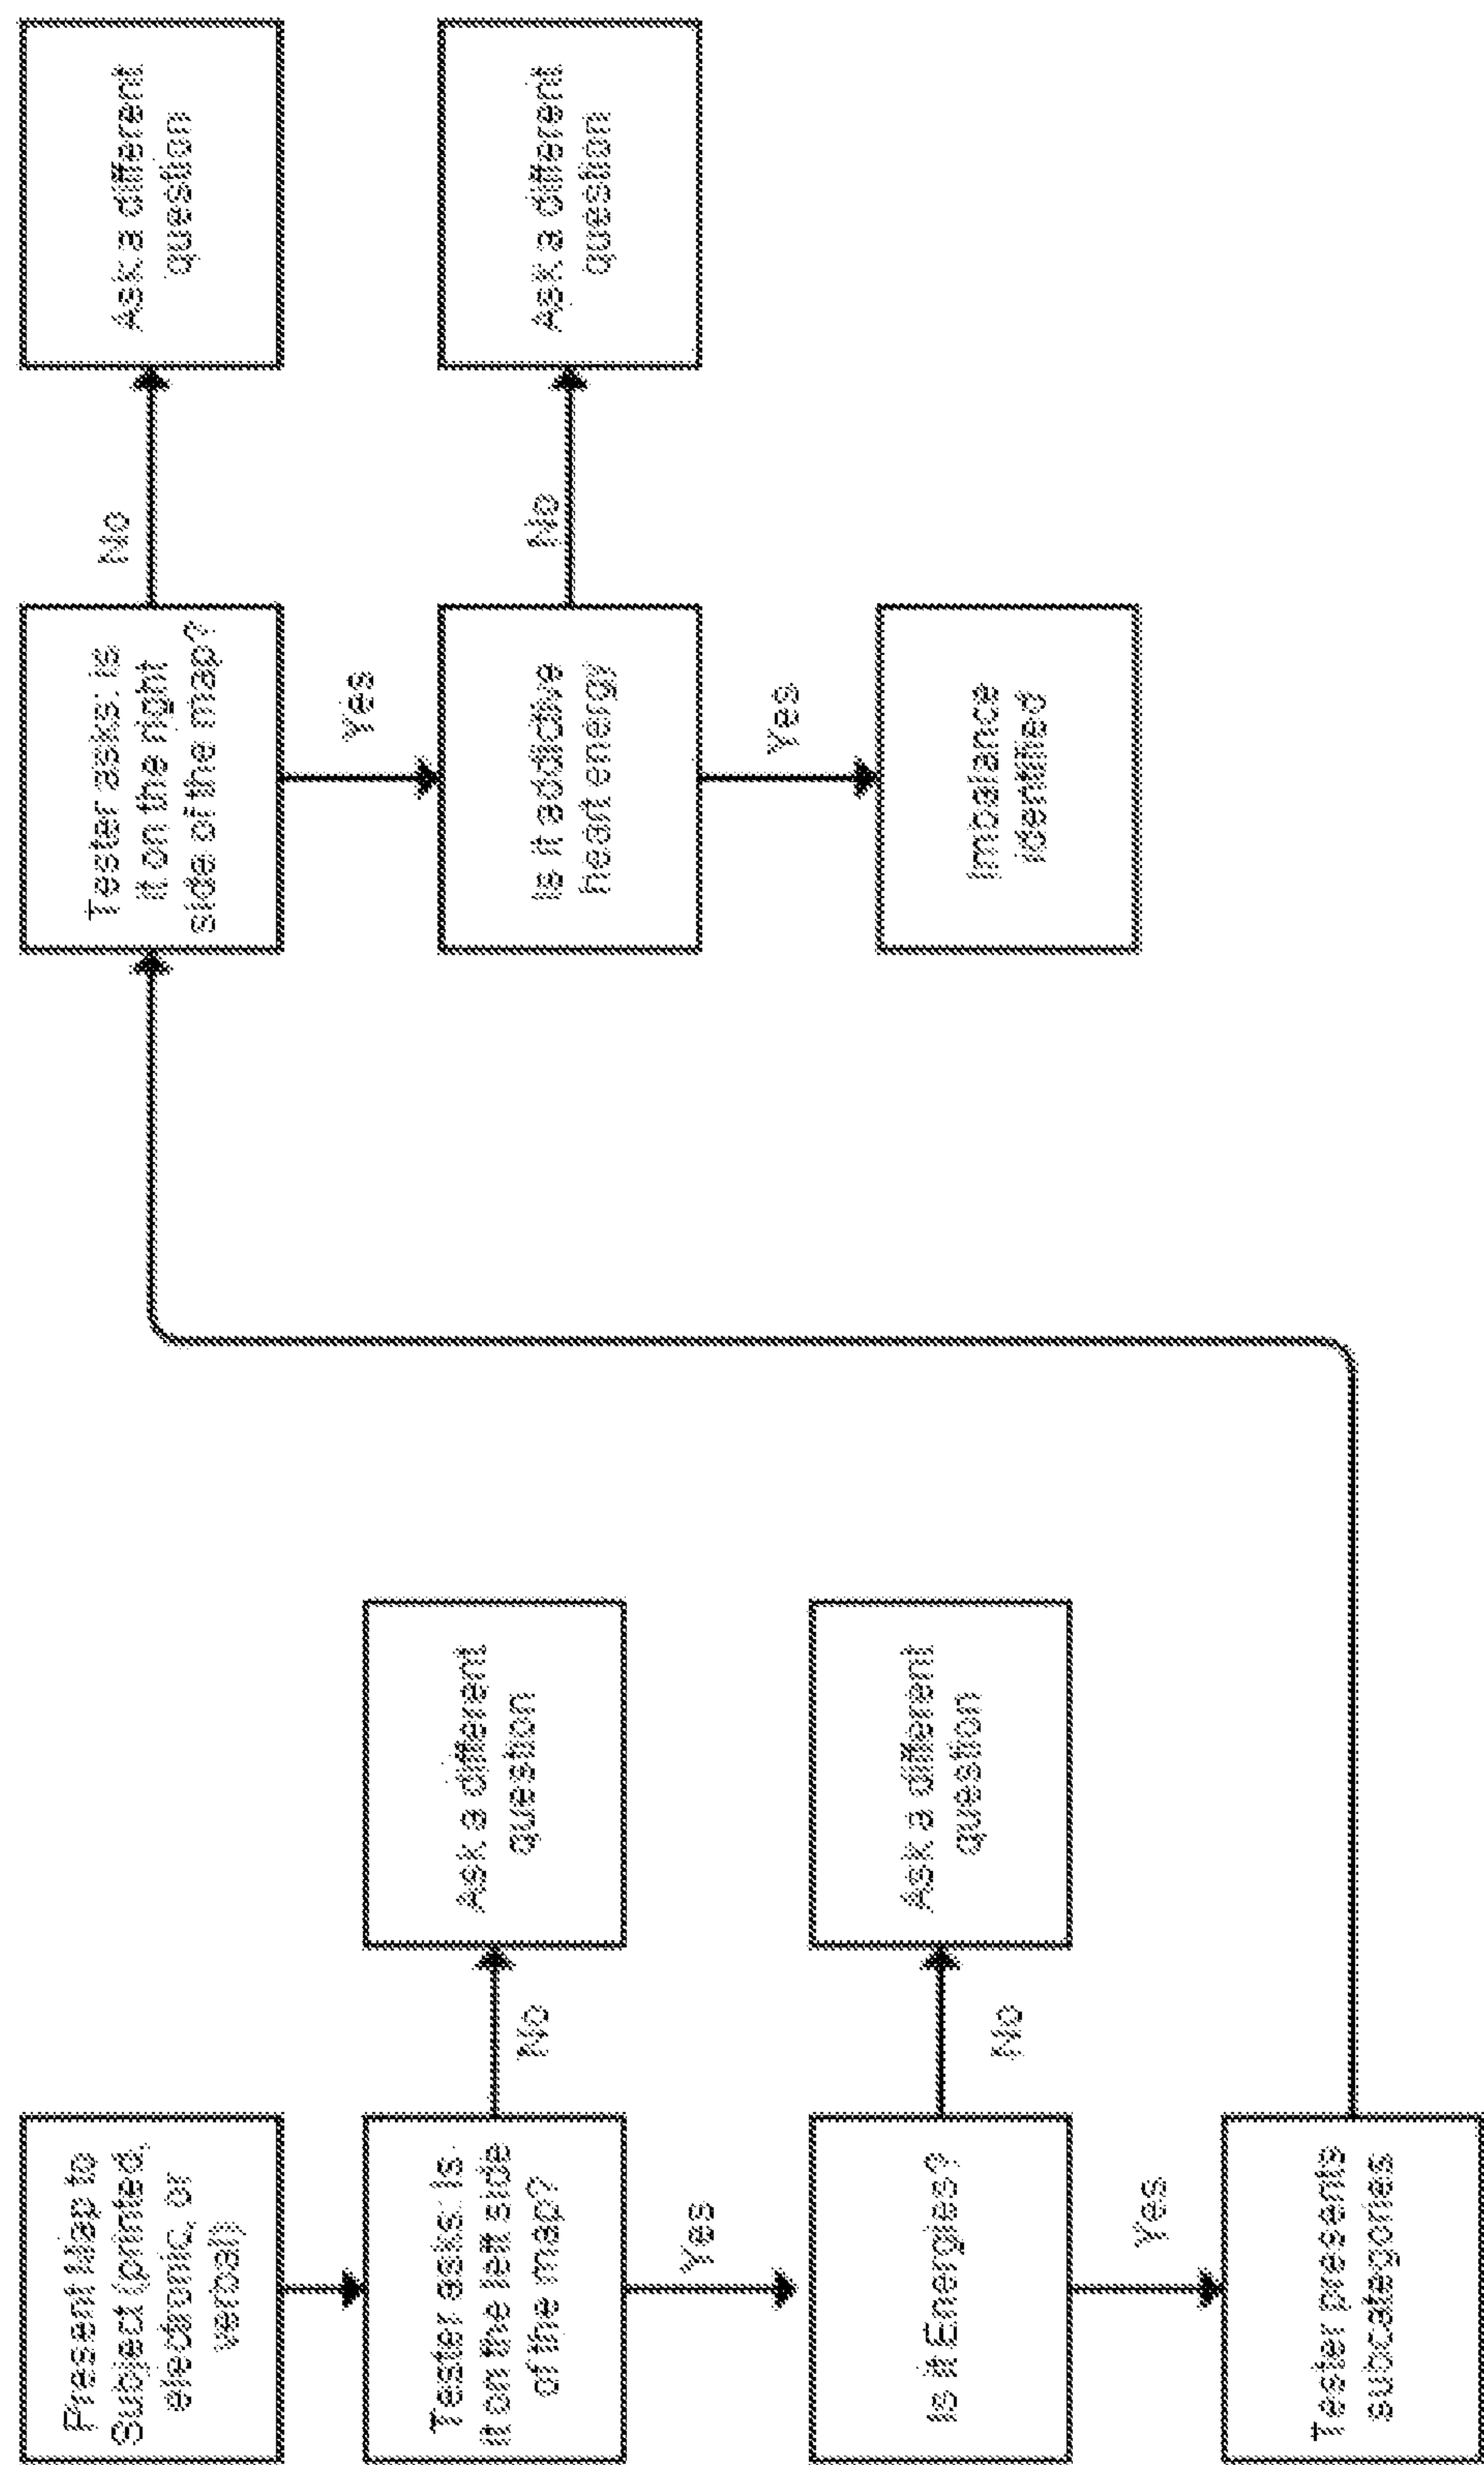 Present Map to
Subject (printed,
electronic, or
verbal)
Tester asks: Is
it on the left side
of the map?
No
Ask a different
question
Yes
Is it Energies?
No
Ask a different
question
Yes
Tester presents
subcategories
Tester asks: is
it on the right
side of the map?
No
Ask a different
question
Yes
Is it addictive
heart energy
No
Ask a different
question
Yes
Imbalance
identified